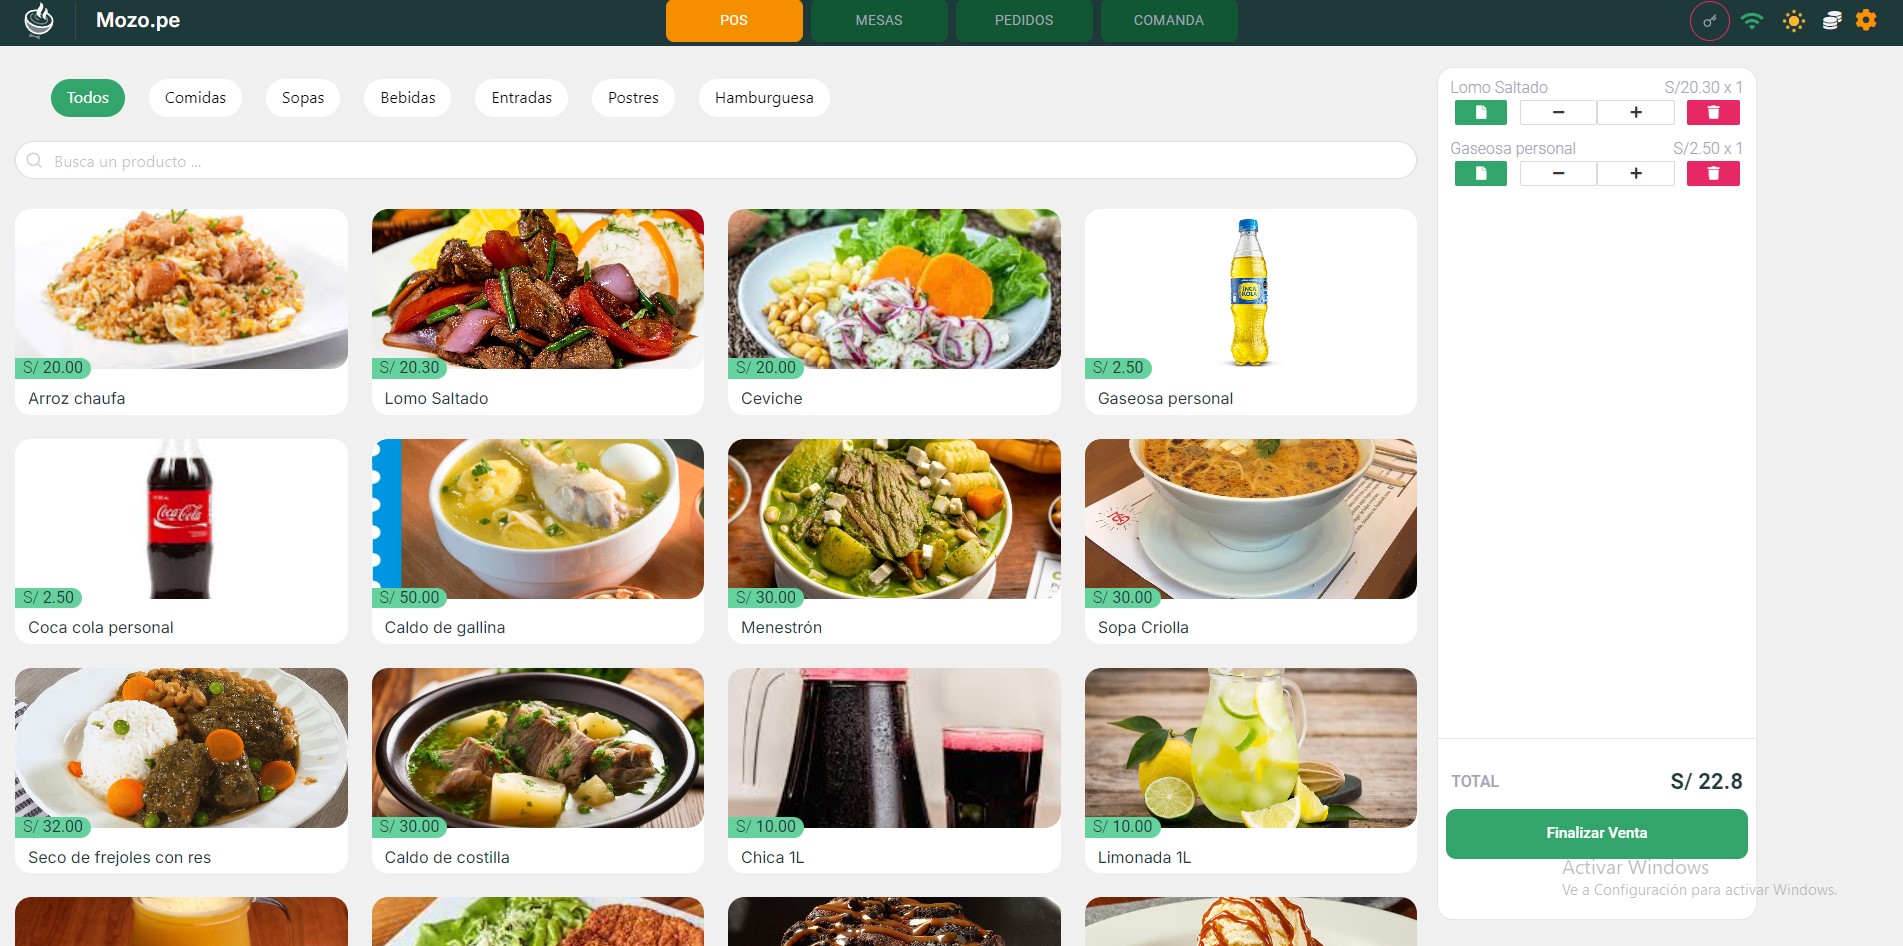 Mozo.pe
POS
MESAS
PEDIDOS
COMANDA
Todos
Comidas
Sopas
Bebidas
Entradas
Postres
Hamburguesa
Busca un producto ...
S/ 20.00
Arroz chaufa
S/ 20.30
Lomo Saltado
S/ 20.00
Ceviche
INCA
KOLA
S/ 2.50
Gaseosa personal
Coca-Cola
S/ 2.50
Coca cola personal
S/ 50.00
Caldo de gallina
S/ 30.00
Menestrón
S/ 30.00
Sopa Criolla
S/ 32.00
Seco de frejoles con res
S/ 30.00
Caldo de costilla
S/ 10.00
Chica 1L
S/ 10.00
Limonada 1L
Lomo Saltado S/20.30 x 1
Gaseosa personal S/2.50 x 1
TOTAL S/ 22.8
Finalizar Venta
Activar Windows
Ve a Configuración para activar Windows.